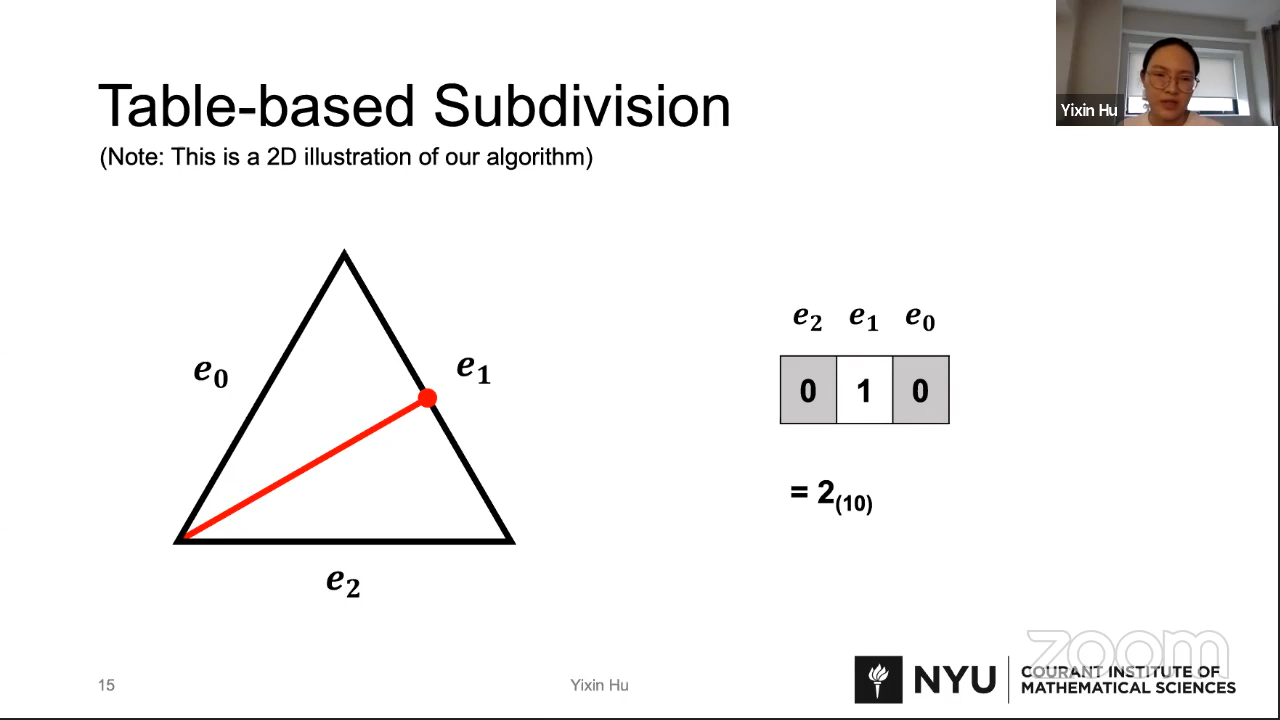 Table-based Subdivision
(Note: This is a 2D illustration of our algorithm)
Yixin Hu
e0
e1
e2
e2 e1 e0
0 1 0
= 2(10)
15
Yixin Hu
zoom
NYU
COURANT INSTITUTE OF
MATHEMATICAL SCIENCES